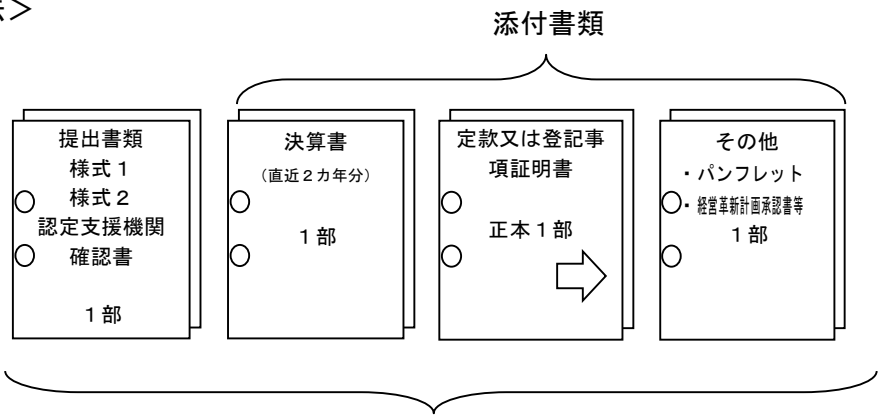 ＞
添付書類
提出書類
様式１
様式２
認定支援機関
確認書
１部
決算書
（直近２カ年分）
１部
定款又は登記事
項証明書
正本１部
その他
・パンフレット
・経営革新計画承認書等
１部